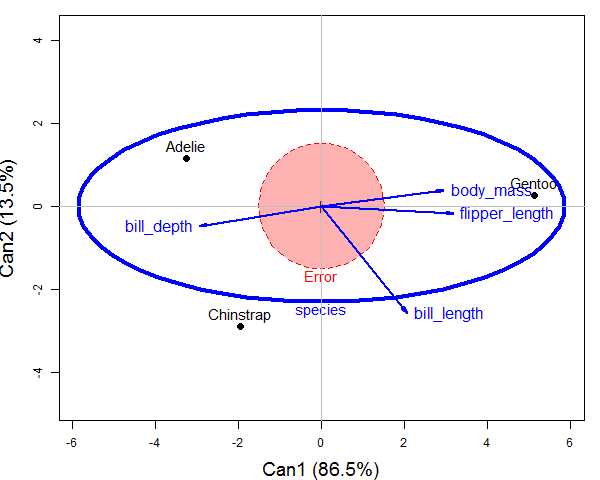 4
2
0
-2
-4
Can2 (13.5%)
Adelie
Gentoo
body_mass
flipper_length
bill_depth
Error
species
Chinstrap
bill_length
-6
-4
-2
0
2
4
6
Can1 (86.5%)